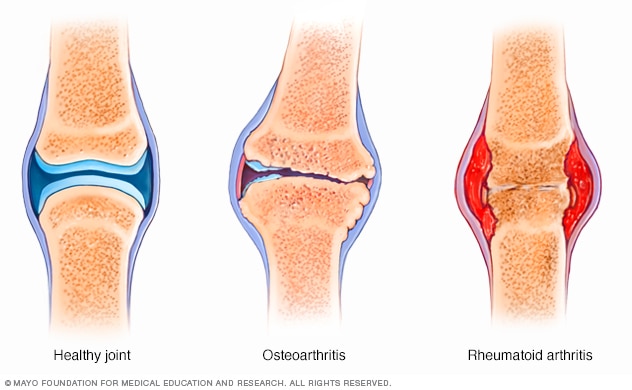 Healthy joint
Osteoarthritis
Rheumatoid arthritis
© MAYO FOUNDATION FOR MEDICAL EDUCATION AND RESEARCH. ALL RIGHTS RESERVED.